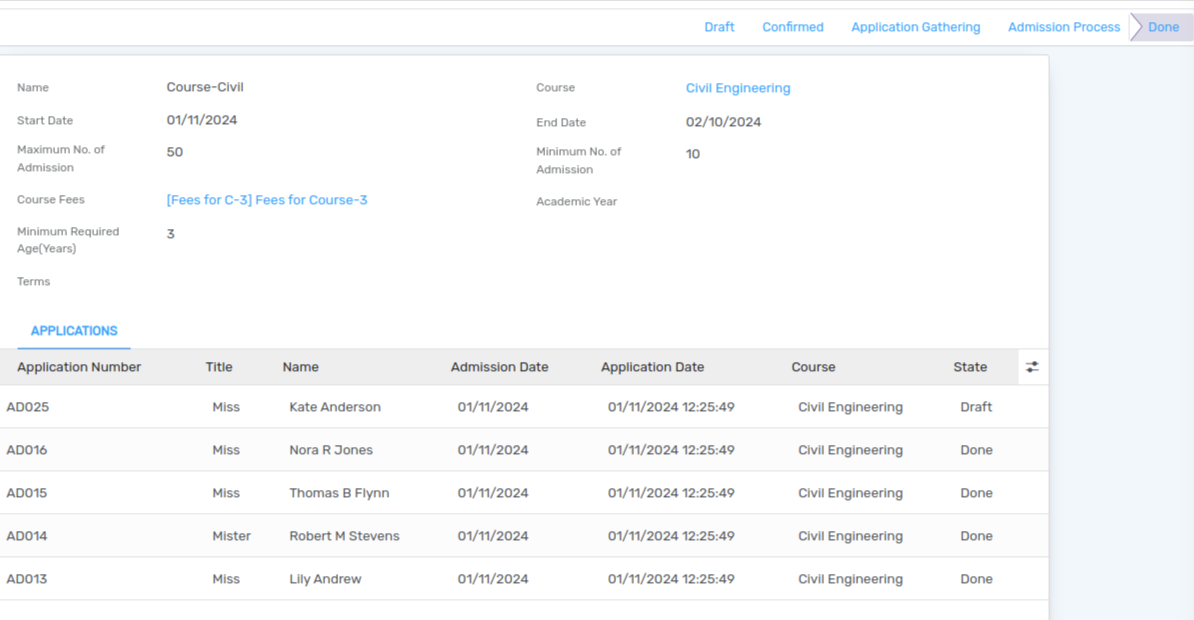 Draft Confirmed Application Gathering Admission Process Done
Name Course-Civil Course Civil Engineering
Start Date 01/11/2024 End Date 02/10/2024
Maximum No. of
Admission 50
Minimum No. of
Admission 10
Course Fees [Fees for C-3] Fees for Course-3 Academic Year
Minimum Required
Age(Years) 3
Terms
APPLICATIONS
Application Number Title Name Admission Date Application Date Course State
AD025 Miss Kate Anderson 01/11/2024 01/11/2024 12:25:49 Civil Engineering Draft
AD016 Miss Nora R Jones 01/11/2024 01/11/2024 12:25:49 Civil Engineering Done
AD015 Miss Thomas B Flynn 01/11/2024 01/11/2024 12:25:49 Civil Engineering Done
AD014 Mister Robert M Stevens 01/11/2024 01/11/2024 12:25:49 Civil Engineering Done
AD013 Miss Lily Andrew 01/11/2024 01/11/2024 12:25:49 Civil Engineering Done